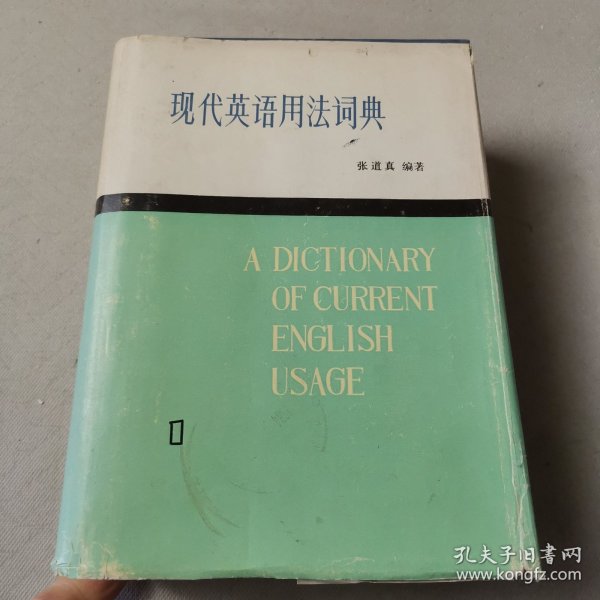 现代英语用法词典
张道真 编著
A DICTIONARY
OF CURRENT
ENGLISH
USAGE
孔夫子旧书网
www.kongfz.com